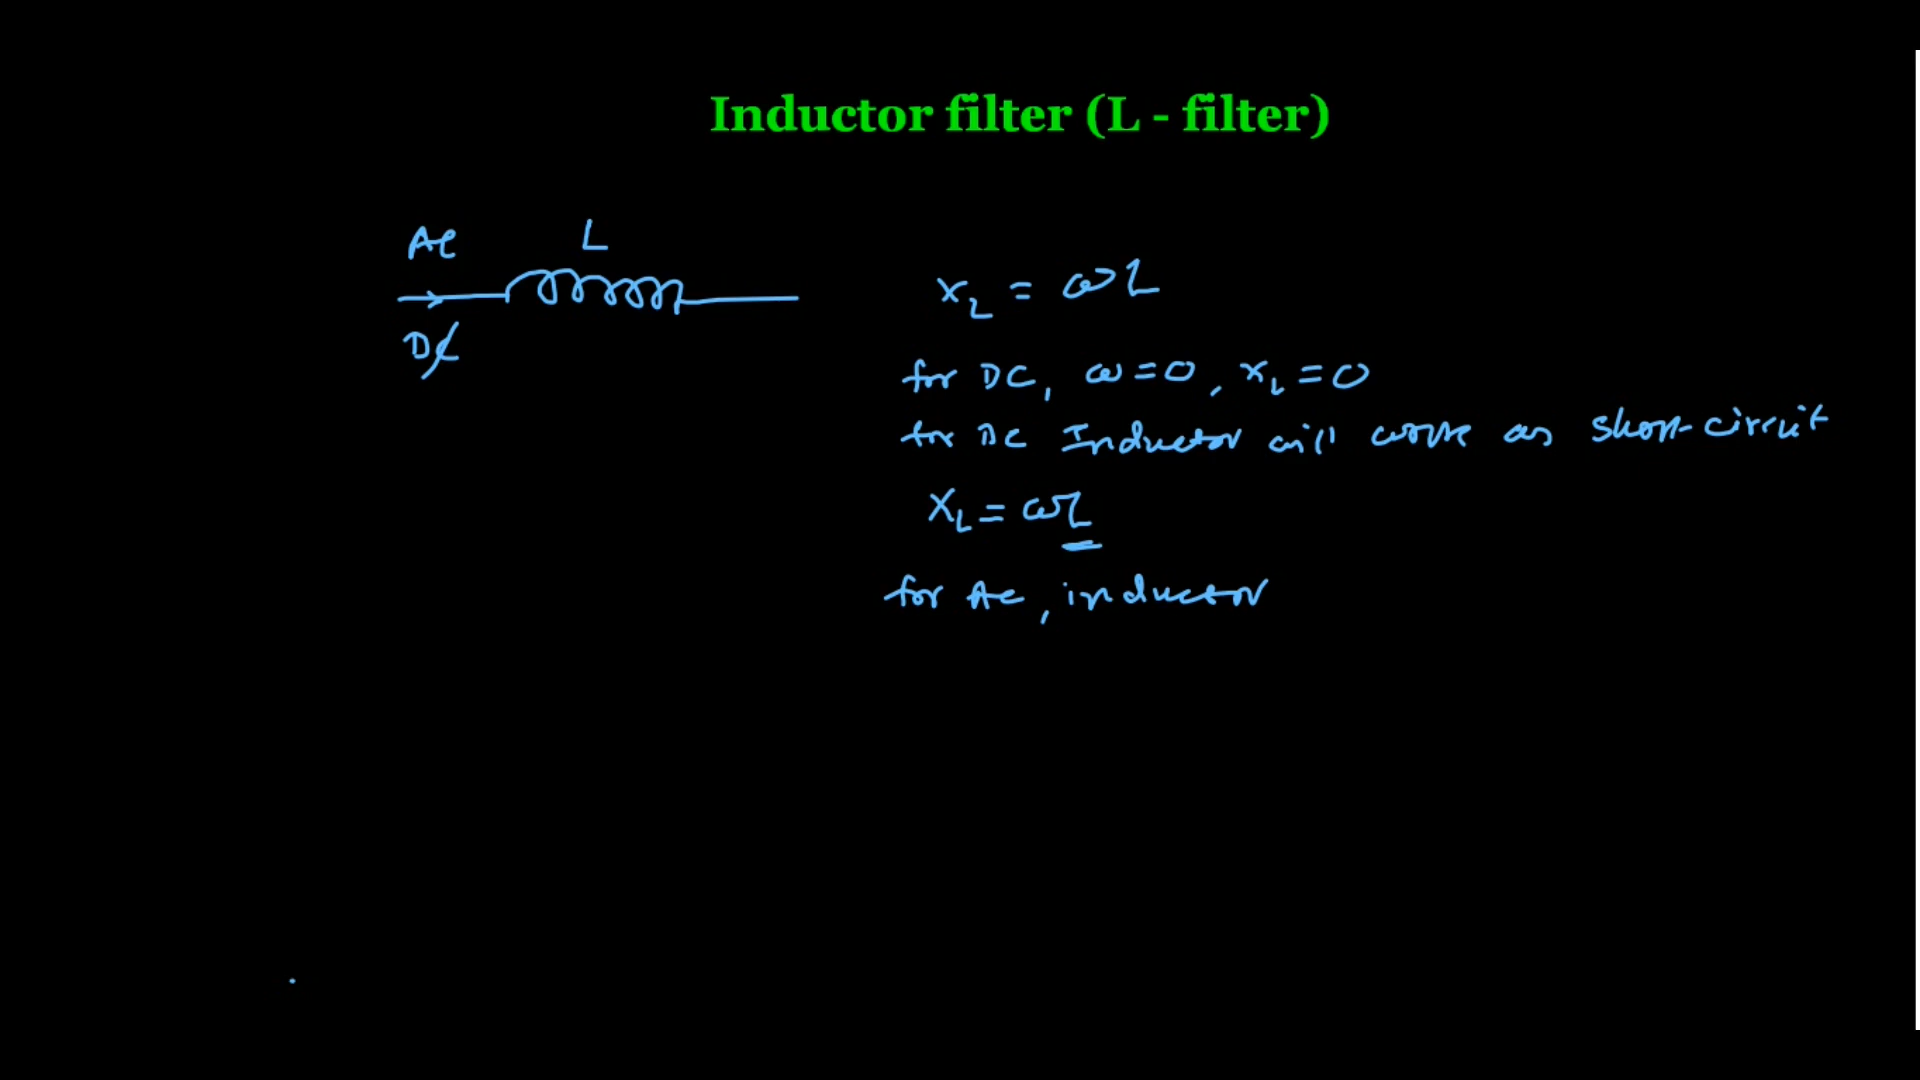 Inductor filter (L - filter)
AC
L
DC
x_L = ωL
for DC, ω = 0, x_L = 0
for DC Inductor will work as short-circuit
X_L = ωL
for AC, inductor